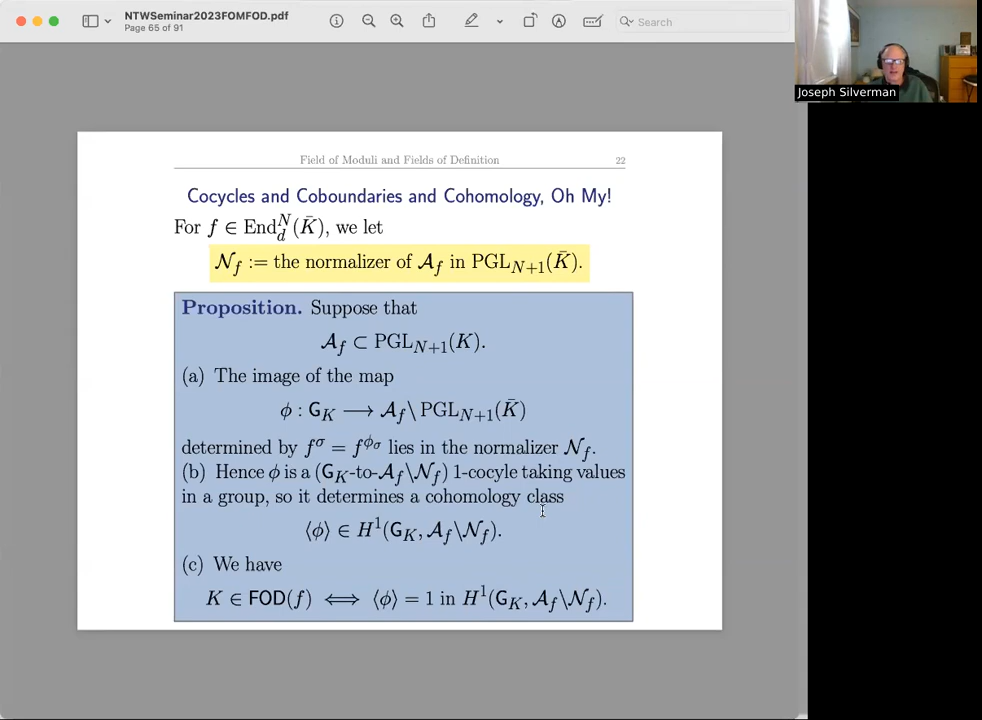 NTWSeminar2023FOMFOD.pdf
Page 65 of 91
Search
Joseph Silverman
Field of Moduli and Fields of Definition 22
Cocycles and Coboundaries and Cohomology, Oh My!
For f ∈ End_d^N(K̄), we let
𝒩_f := the normalizer of 𝒜_f in PGL_{N+1}(K̄).
Proposition. Suppose that
𝒜_f ⊂ PGL_{N+1}(K).
(a) The image of the map
ϕ : G_K ⟶ 𝒜_f\PGL_{N+1}(K̄)
determined by f^σ = f^{ϕ_σ} lies in the normalizer 𝒩_f.
(b) Hence ϕ is a (G_K-to-𝒜_f\𝒩_f) 1-cocyle taking values
in a group, so it determines a cohomology class
⟨ϕ⟩ ∈ H^1(G_K, 𝒜_f\𝒩_f).
(c) We have
K ∈ FOD(f) ⟺ ⟨ϕ⟩ = 1 in H^1(G_K, 𝒜_f\𝒩_f).